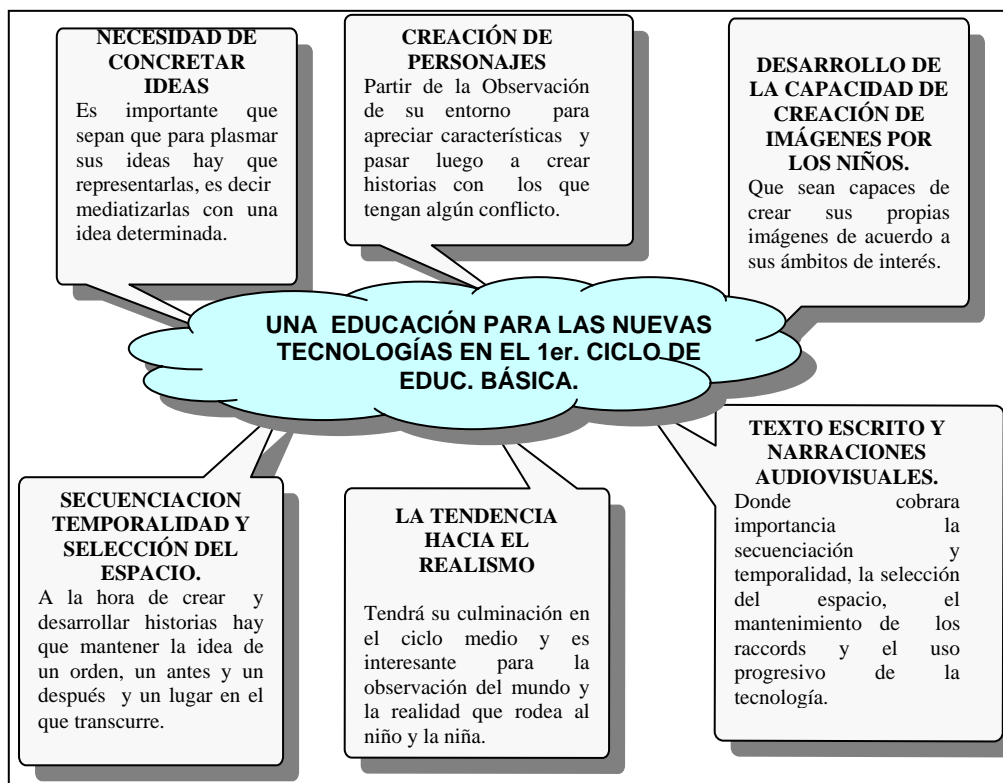 NECESIDAD DE
CONCRETAR
IDEAS
Es importante que
sepan que para plasmar
sus ideas hay que
representarlas, es decir
mediatizarlas con una
idea determinada.
CREACIÓN DE
PERSONAJES
Partir de la Observación
de su entorno para
apreciar características y
pasar luego a crear
historias con los que
tengan algún conflicto.
DESARROLLO DE
LA CAPACIDAD DE
CREACIÓN DE
IMÁGENES POR
LOS NIÑOS.
Que sean capaces de
crear sus propias
imágenes de acuerdo a
sus ámbitos de interés.
UNA EDUCACIÓN PARA LAS NUEVAS
TECNOLOGÍAS EN EL 1er. CICLO DE
EDUC. BÁSICA.
SECUENCIACION
TEMPORALIDAD Y
SELECCIÓN DEL
ESPACIO.
A la hora de crear y
desarrollar historias hay
que mantener la idea de
un orden, un antes y un
después y un lugar en el
que transcurre.
LA TENDENCIA
HACIA EL
REALISMO
Tendrá su culminación en
el ciclo medio y es
interesante para la
observación del mundo y
la realidad que rodea al
niño y la niña.
TEXTO ESCRITO Y
NARRACIONES
AUDIOVISUALES.
Donde cobrara
importancia la
secuenciación y
temporalidad, la selección
del espacio, el
mantenimiento de los
raccords y el uso
progresivo de la
tecnología.